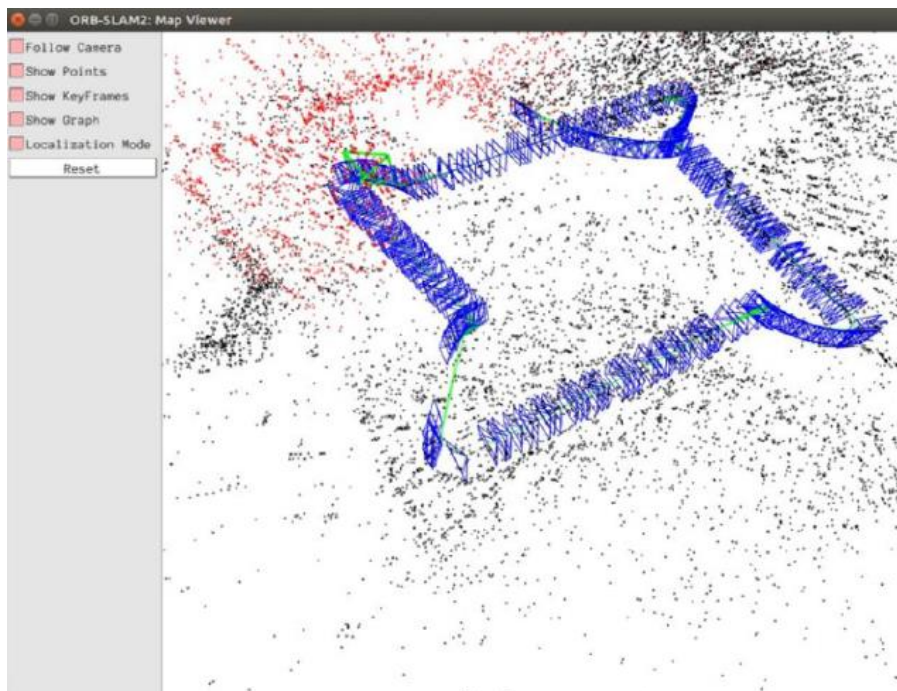 ORB-SLAM2: Map Viewer
Follow Camera
Show Points
Show KeyFrames
Show Graph
Localization Mode
Reset